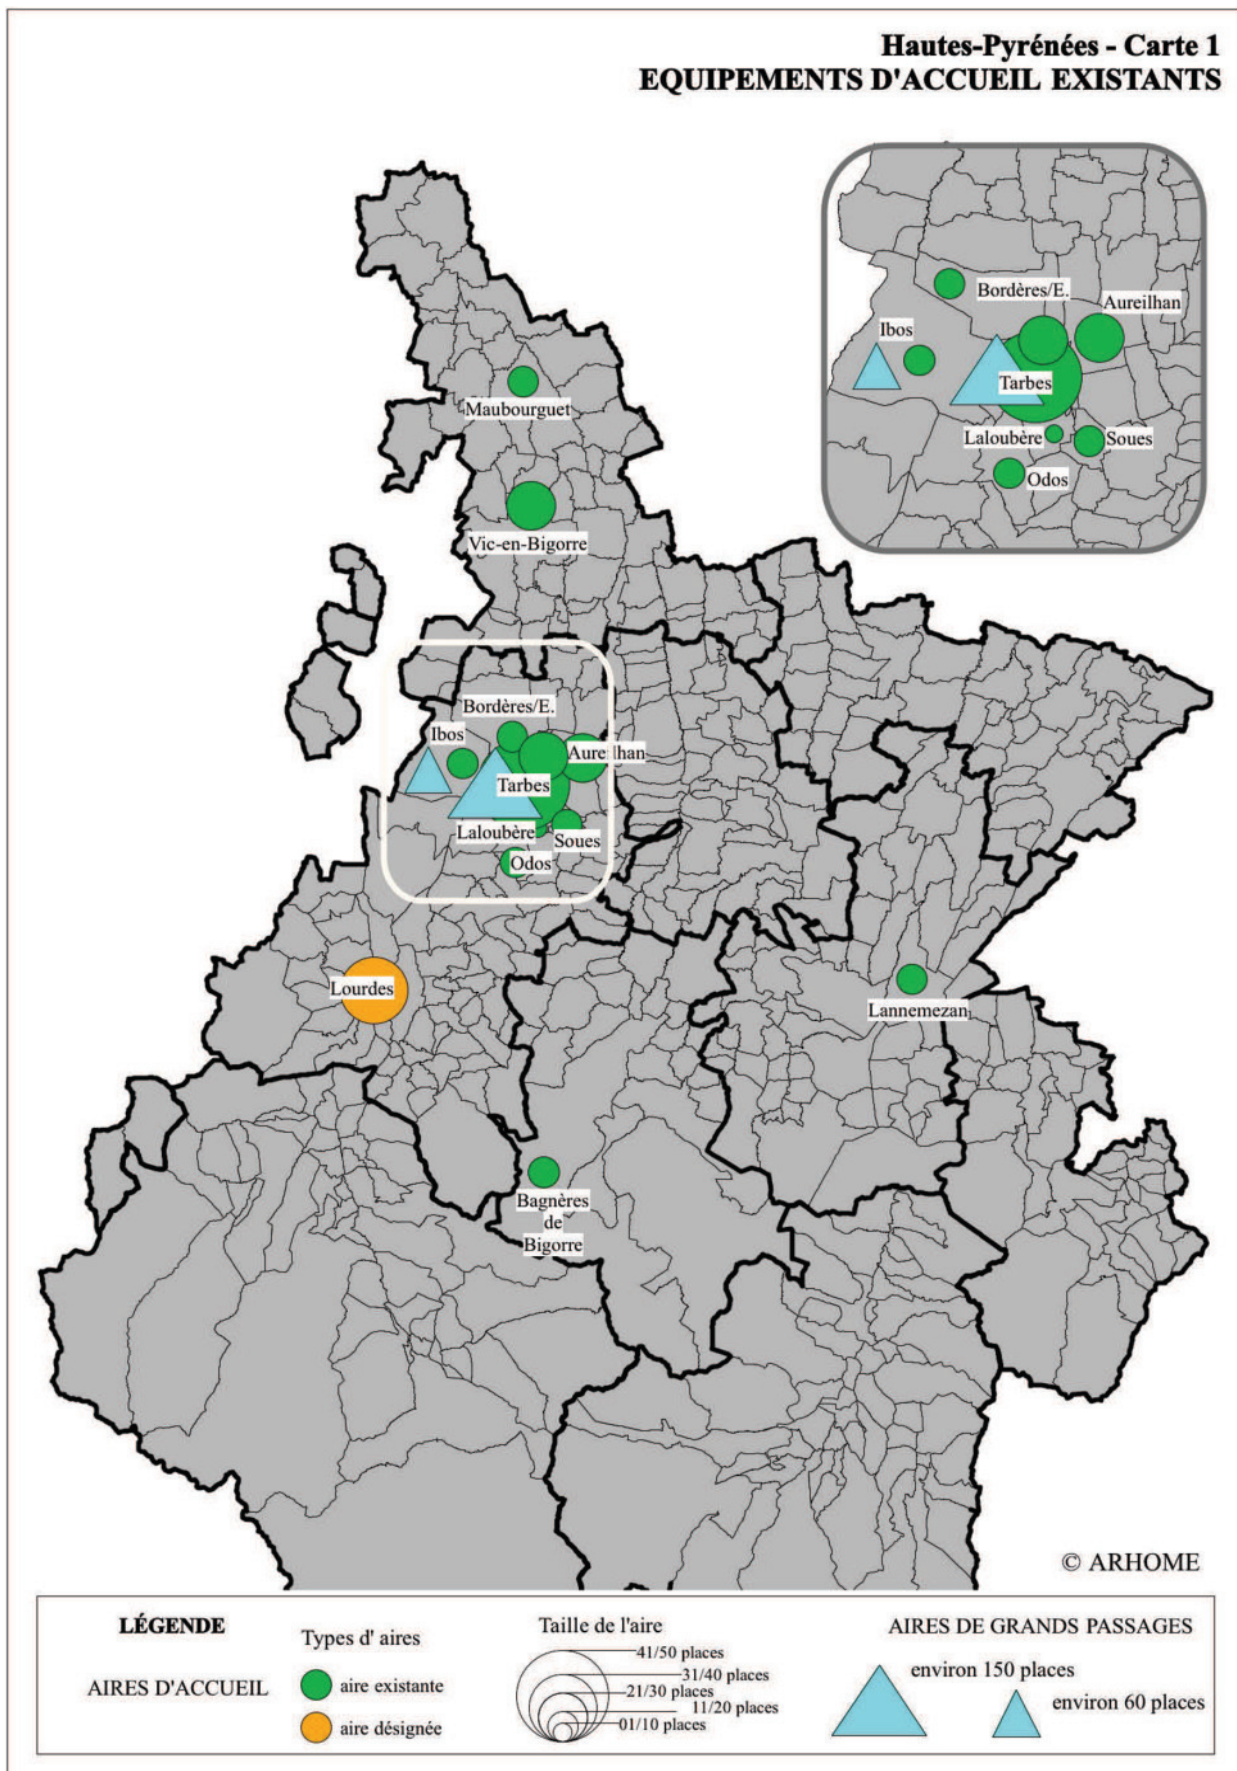 Hautes-Pyrénées - Carte 1
EQUIPEMENTS D'ACCUEIL EXISTANTS
Bordères/E.
Aureilhan
Ibos
Tarbes
Laloubère
Soues
Odos
Maubourguet
Vic-en-Bigorre
Bordères/E.
Ibos
Aureilhan
Tarbes
Laloubère
Soues
Odos
Lourdes
Lannemezan
Bagnères
de
Bigorre
© ARHOME
LÉGENDE
AIRES D'ACCUEIL
Types d' aires
aire existante
aire désignée
Taille de l'aire
41/50 places
31/40 places
21/30 places
11/20 places
01/10 places
AIRES DE GRANDS PASSAGES
environ 150 places
environ 60 places